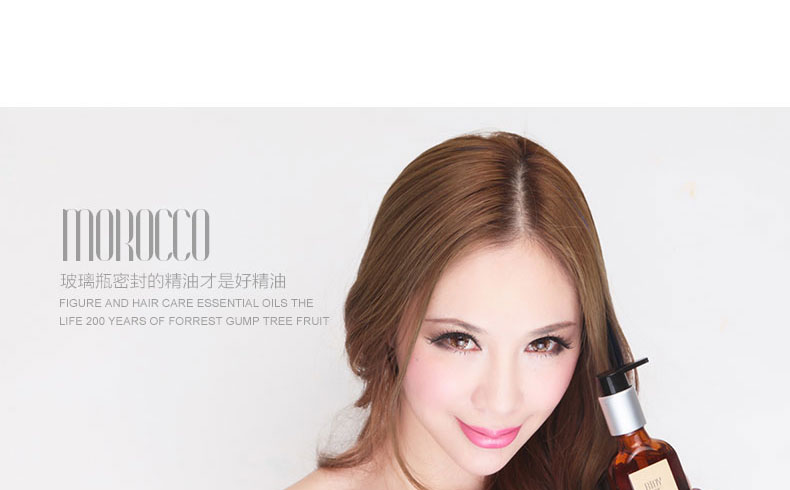 MOROCCO
玻璃瓶密封的精油才是好精油
FIGURE AND HAIR CARE ESSENTIAL OILS THE
LIFE 200 YEARS OF FORREST GUMP TREE FRUIT